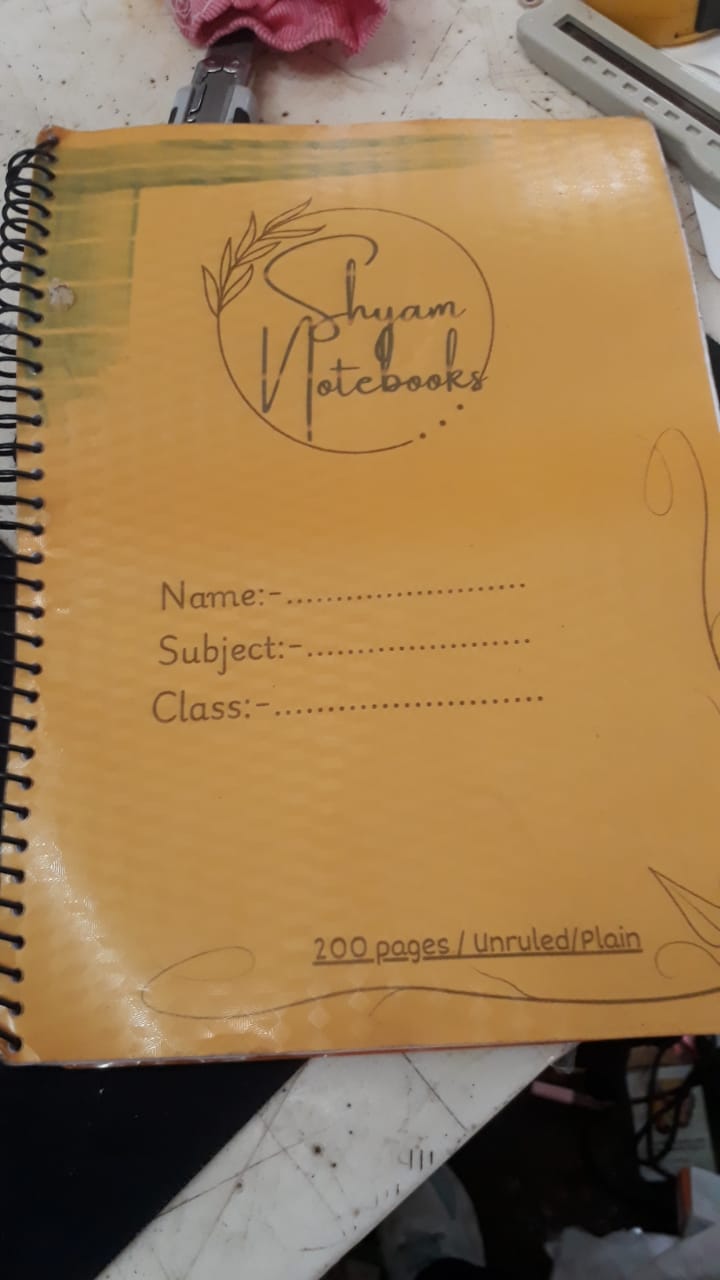 Shyam
Notebooks
Name:-........................
Subject:-......................
Class:-..........................
200 pages / Unruled/Plain